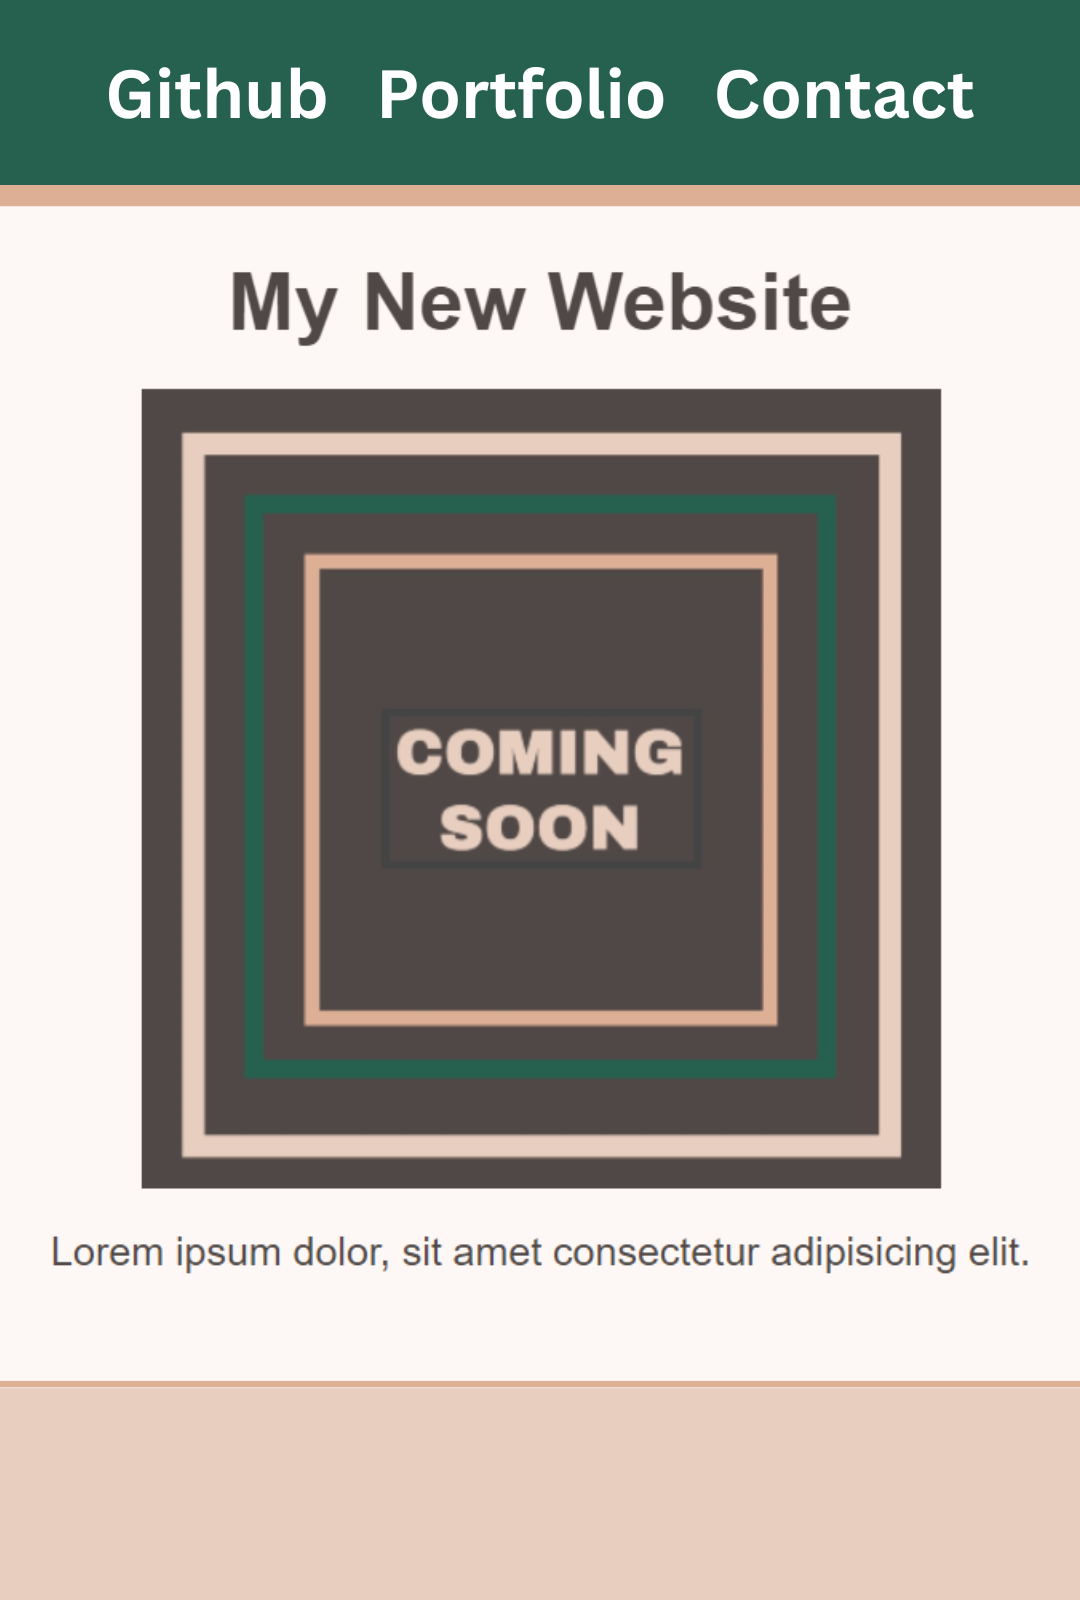 Github Portfolio Contact
My New Website
COMING
SOON
Lorem ipsum dolor, sit amet consectetur adipisicing elit.